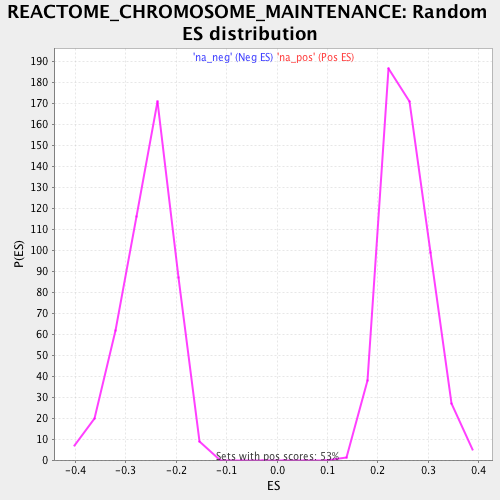 REACTOME_CHROMOSOME_MAINTENANCE: Random
ES distribution
'na_neg' (Neg ES) 'na_pos' (Pos ES)
190
180
170
160
150
140
130
120
110
100
90
80
70
60
50
40
30
20
10
0
P(ES)
Sets with pos scores: 53%
-0.4 -0.3 -0.2 -0.1 0.0 0.1 0.2 0.3 0.4
ES